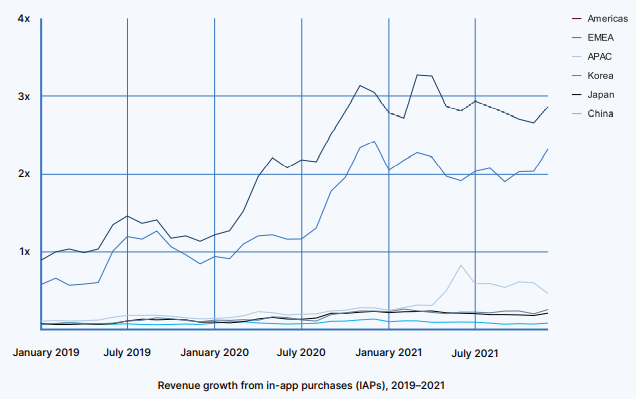 4x
Americas
EMEA
APAC
3x
Korea
Japan
China
2x
1x
January 2019 July 2019 January 2020 July 2020 January 2021 July 2021
Revenue growth from in-app purchases (IAPs), 2019–2021